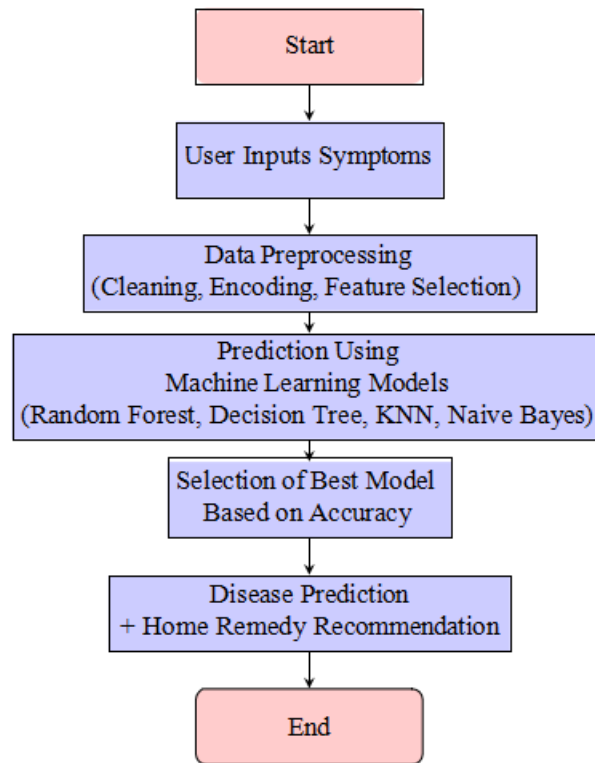 Start
User Inputs Symptoms
Data Preprocessing
(Cleaning, Encoding, Feature Selection)
Prediction Using
Machine Learning Models
(Random Forest, Decision Tree, KNN, Naive Bayes)
Selection of Best Model
Based on Accuracy
Disease Prediction
+ Home Remedy Recommendation
End